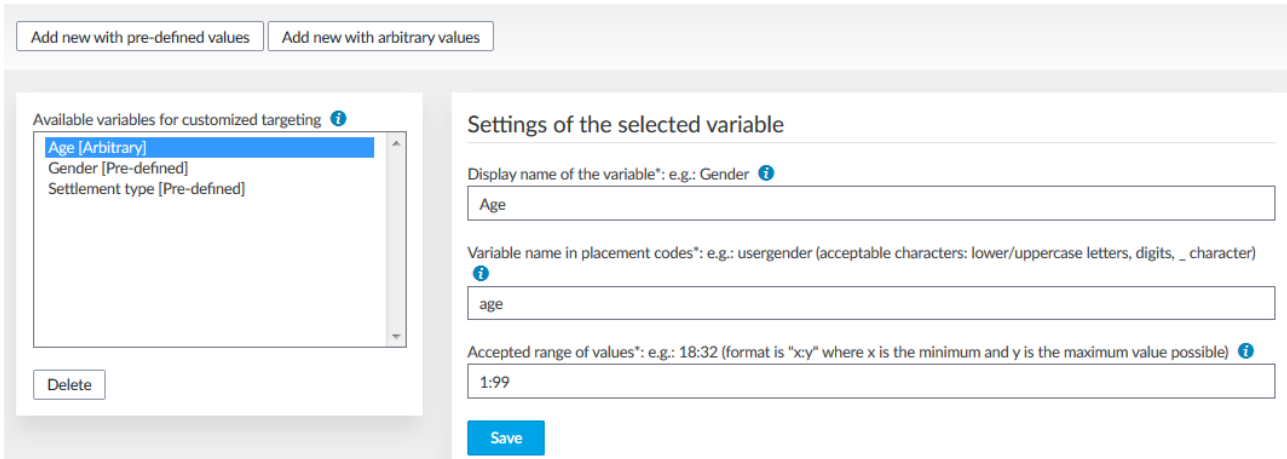 Add new with pre-defined values
Add new with arbitrary values
Available variables for customized targeting
Age [Arbitrary]
Gender [Pre-defined]
Settlement type [Pre-defined]
Delete
Settings of the selected variable
Display name of the variable*: e.g.: Gender
Age
Variable name in placement codes*: e.g.: usergender (acceptable characters: lower/uppercase letters, digits, _ character)
age
Accepted range of values*: e.g.: 18:32 (format is "x:y" where x is the minimum and y is the maximum value possible)
1:99
Save